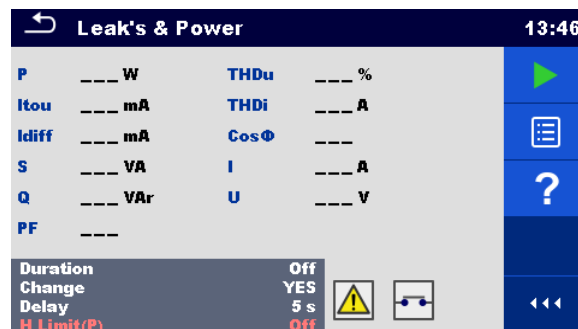 Leak's & Power 13:46
P ___ W THDu ___ %
Itou ___ mA THDi ___ A
Idiff ___ mA CosΦ ___
S ___ VA I ___ A
Q ___ VAr U ___ V
PF ___
Duration Off
Change YES
Delay 5 s
H Limit(P) Off
?